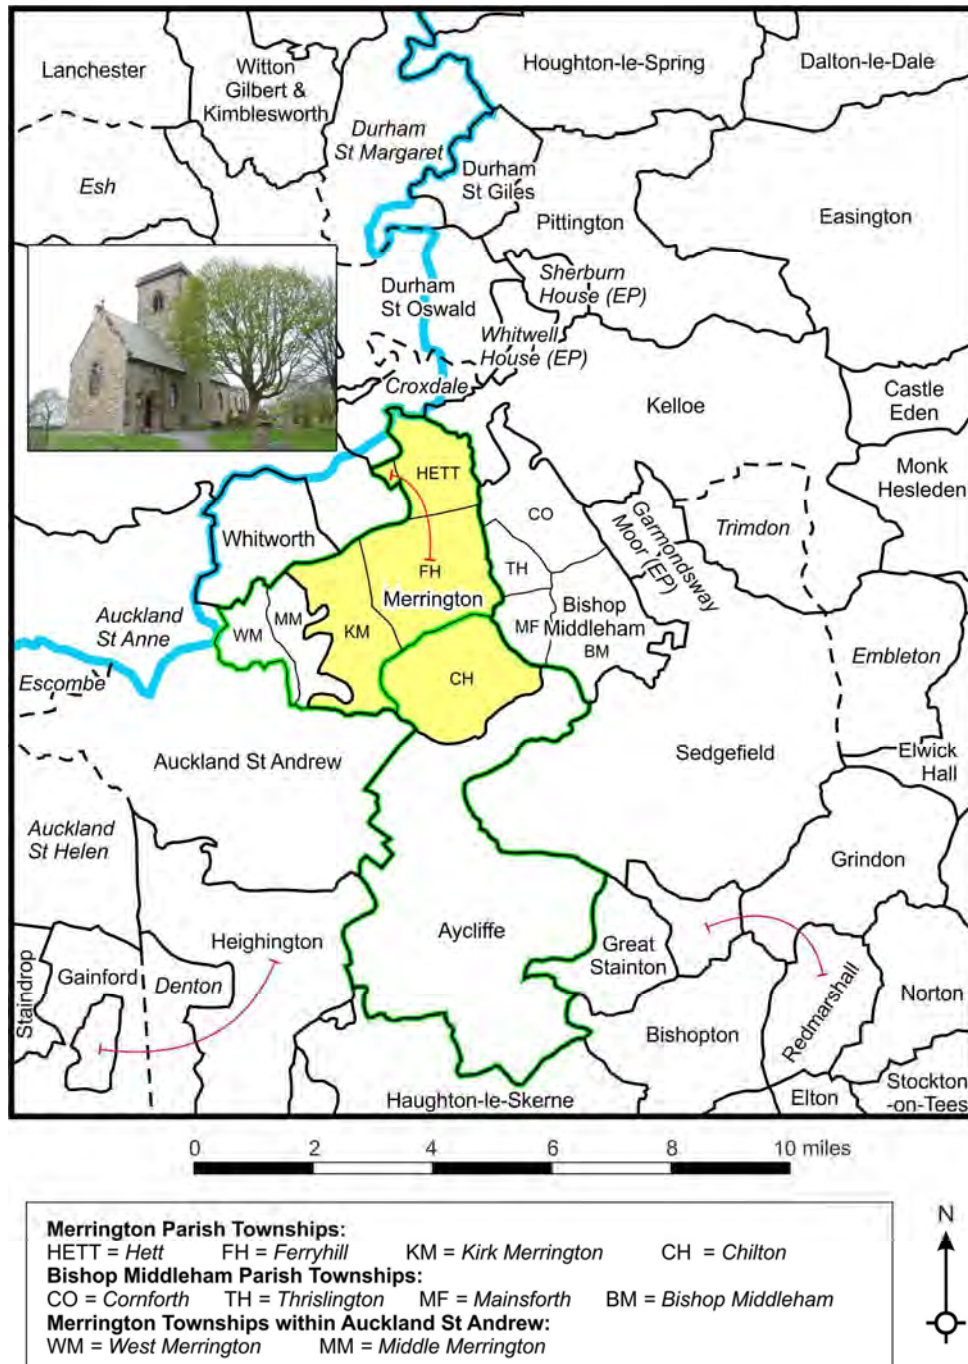 Lanchester
Witton
Gilbert &
Kimblesworth
Houghton-le-Spring
Dalton-le-Dale
Durham
St Margaret
Durham
St Giles
Esh
Pittington
Easington
Sherburn
House (EP)
Durham
St Oswald
Whitwell
House (EP)
Croxdale
Kelloe
Castle
Eden
Monk
Hesleden
HETT
CO
Garmondsway
Moor (EP)
Trimdon
Whitworth
TH
FH
Merrington
Auckland
St Anne
WM
MM
KM
MF
Bishop
Middleham
BM
Embleton
Escombe
CH
Auckland St Andrew
Sedgefield
Elwick
Hall
Auckland
St Helen
Grindon
Heighington
Aycliffe
Great
Stainton
Staindrop
Gainford
Denton
Redmarshall
Norton
Bishopton
Haughton-le-Skerne
Elton
Stockton
-on-Tees
0 2 4 6 8 10 miles
Merrington Parish Townships:
HETT = Hett FH = Ferryhill KM = Kirk Merrington CH = Chilton
Bishop Middleham Parish Townships:
CO = Cornforth TH = Thrislington MF = Mainsforth BM = Bishop Middleham
Merrington Townships within Auckland St Andrew:
WM = West Merrington MM = Middle Merrington
N